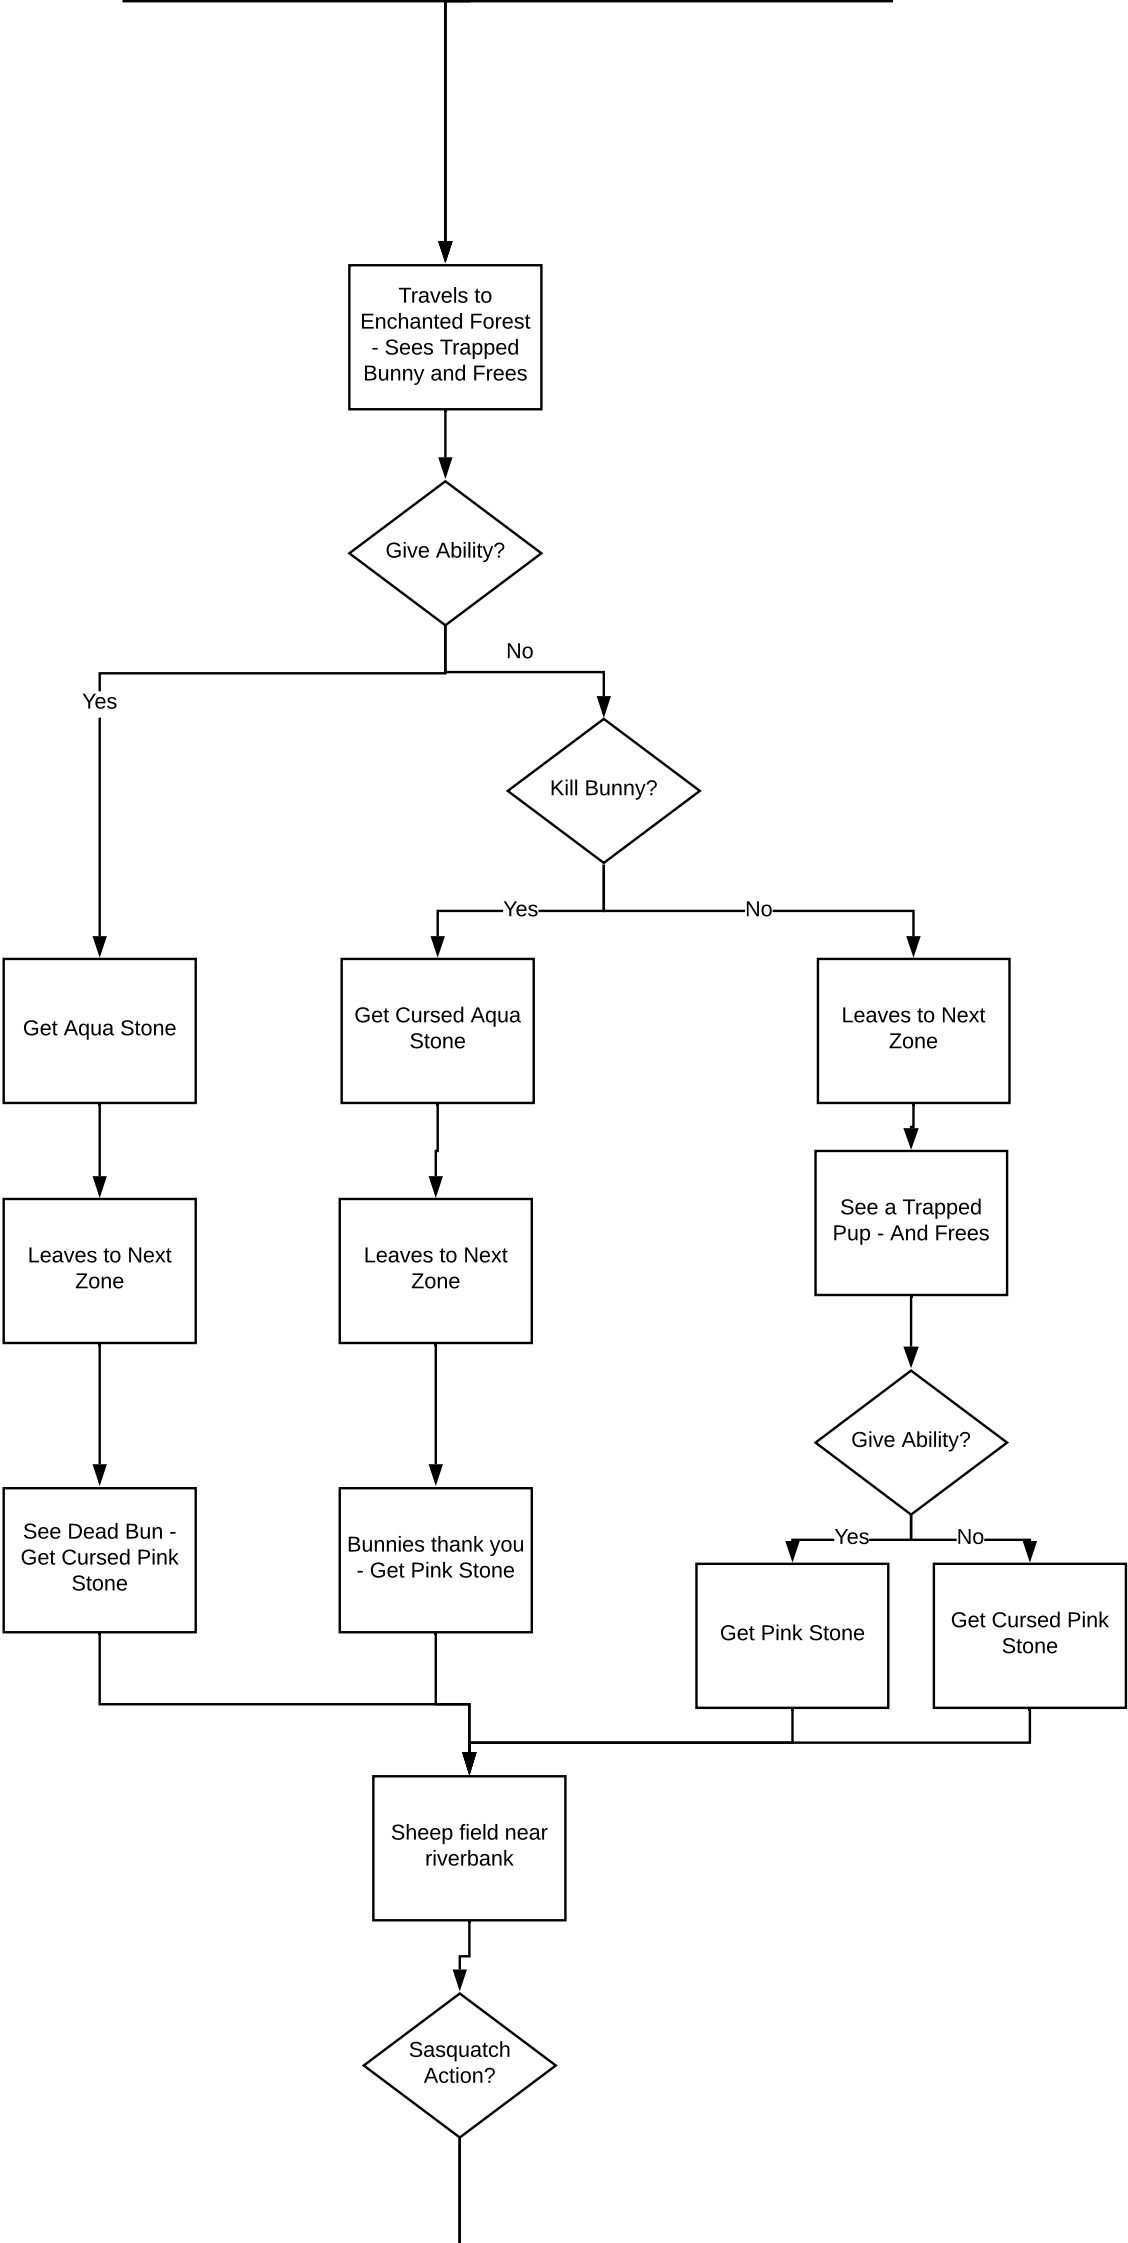 Travels to
Enchanted Forest
- Sees Trapped
Bunny and Frees
Give Ability?
No
Yes
Kill Bunny?
Yes
No
Get Aqua Stone
Get Cursed Aqua
Stone
Leaves to Next
Zone
Leaves to Next
Zone
Leaves to Next
Zone
See a Trapped
Pup - And Frees
Give Ability?
See Dead Bun -
Get Cursed Pink
Stone
Bunnies thank you
- Get Pink Stone
Yes
No
Get Pink Stone
Get Cursed Pink
Stone
Sheep field near
riverbank
Sasquatch
Action?